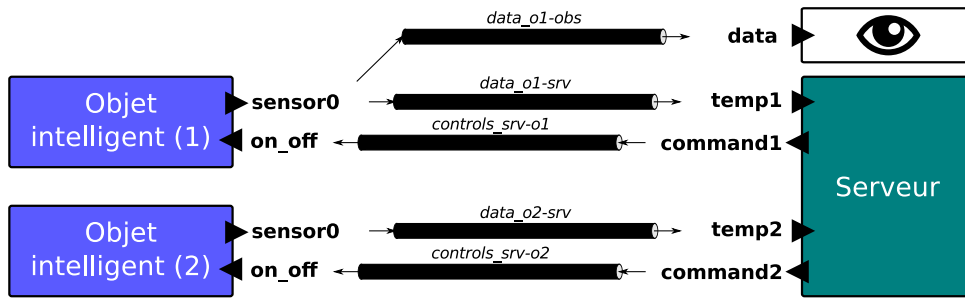 data_o1-obs
data
Objet
intelligent (1)
sensor0
data_o1-srv
temp1
on_off
controls_srv-o1
command1
Serveur
Objet
intelligent (2)
sensor0
data_o2-srv
temp2
on_off
controls_srv-o2
command2